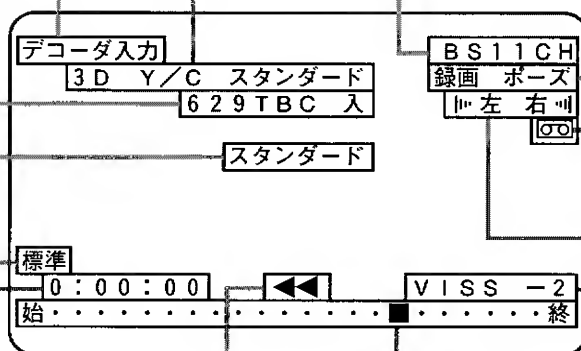 デコーダ入力 BS11CH
3D Y/C スタンダード 録画 ポーズ
629TBC 入 左 右
スタンダード
標準
0:00:00 ◀◀ VISS -2
始・・・・・・・・・・・・・・・・・■・・・・・・終